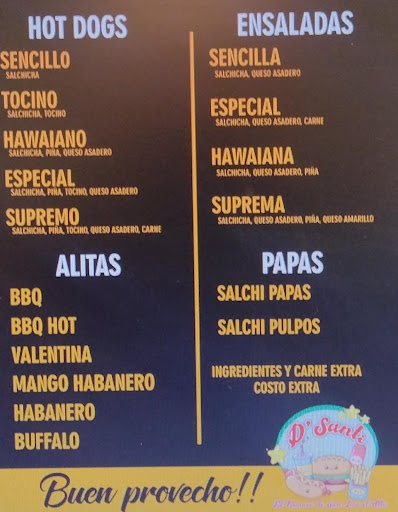 HOT DOGS
SENCILLO
SALCHICHA
TOCINO
SALCHICHA, TOCINO
HAWAIANO
SALCHICHA, PIÑA, QUESO ASADERO
ESPECIAL
SALCHICHA, PIÑA, TOCINO, QUESO ASADERO
SUPREMO
SALCHICHA, PIÑA, TOCINO, QUESO ASADERO, CARNE
ENSALADAS
SENCILLA
SALCHICHA, QUESO ASADERO
ESPECIAL
SALCHICHA, QUESO ASADERO, CARNE
HAWAIANA
SALCHICHA, QUESO ASADERO, PIÑA
SUPREMA
SALCHICHA, QUESO ASADERO, PIÑA, QUESO AMARILLO
ALITAS
BBQ
BBQ HOT
VALENTINA
MANGO HABANERO
HABANERO
BUFFALO
PAPAS
SALCHI PAPAS
SALCHI PULPOS
INGREDIENTES Y CARNE EXTRA
COSTO EXTRA
D' Santi
Buen provecho!!